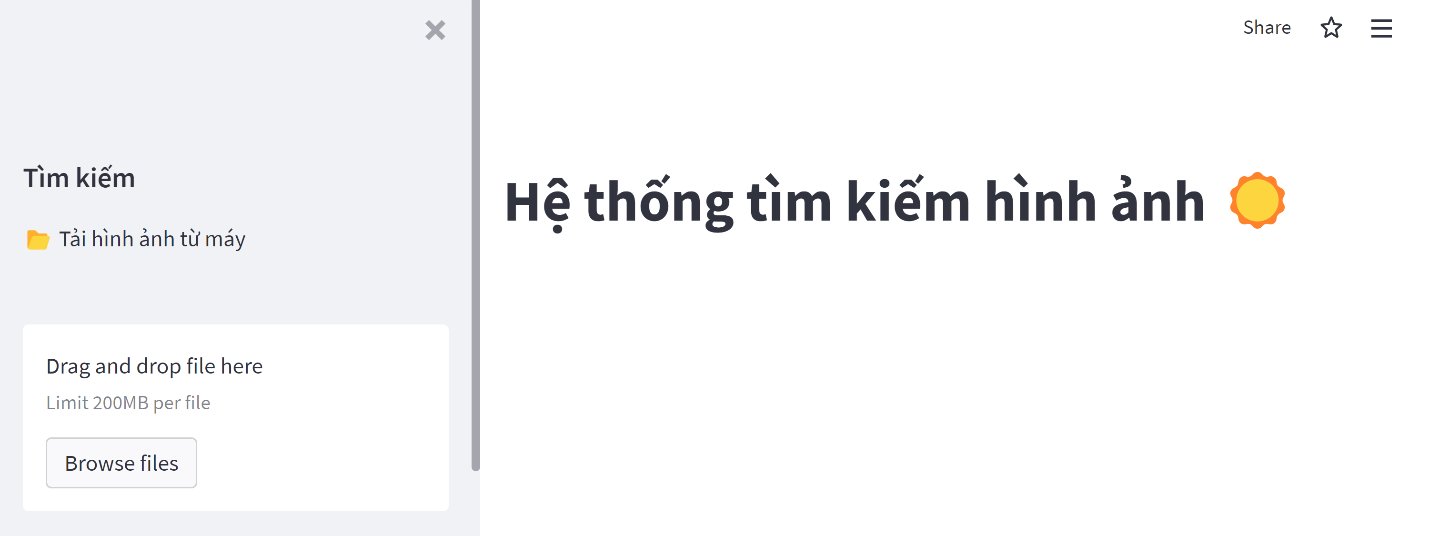 Share
Tìm kiếm
Tải hình ảnh từ máy
Drag and drop file here
Limit 200MB per file
Browse files
Hệ thống tìm kiếm hình ảnh